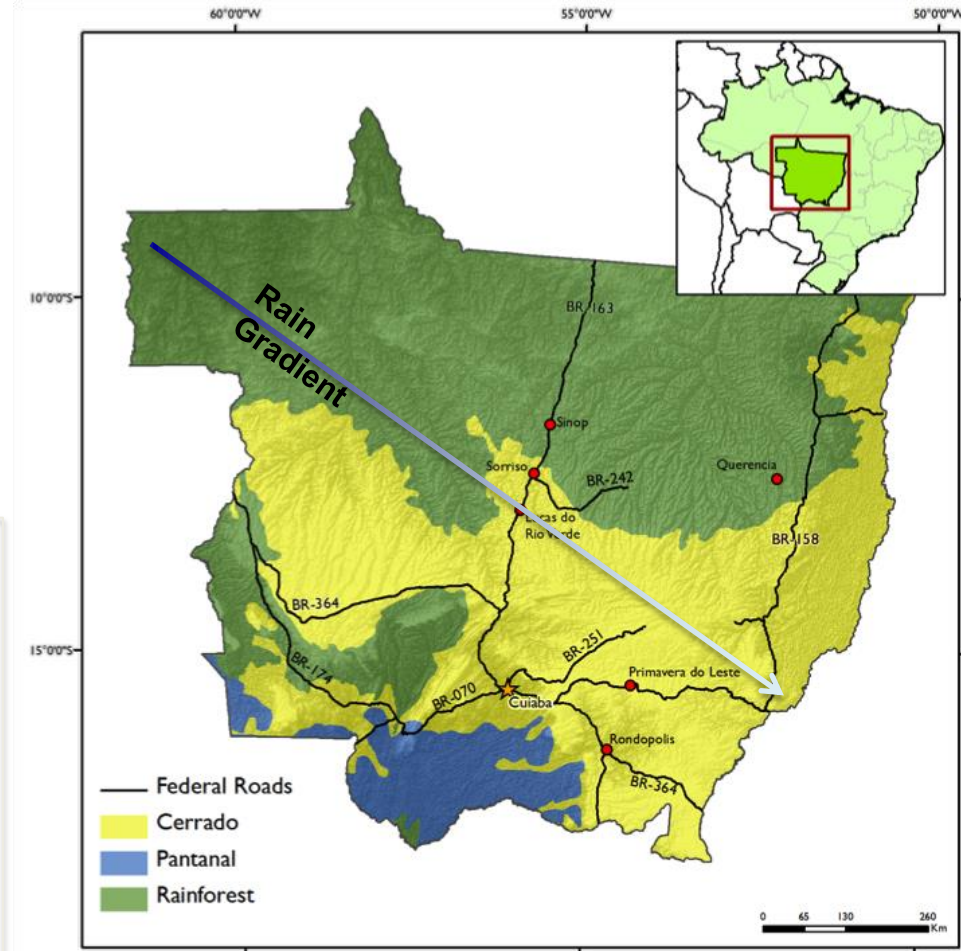 60°0'0"W
55°0'0"W
50°0'0"W
10°0'0"S
15°0'0"S
Rain
Gradient
BR-163
Sinop
Sorriso
BR-242
Querencia
Lucas do
Rio Verde
BR-158
BR-364
BR-174
BR-251
BR-070
Primavera do Leste
Cuiaba
Rondopolis
BR-364
Federal Roads
Cerrado
Pantanal
Rainforest
0 65 130 260
Km